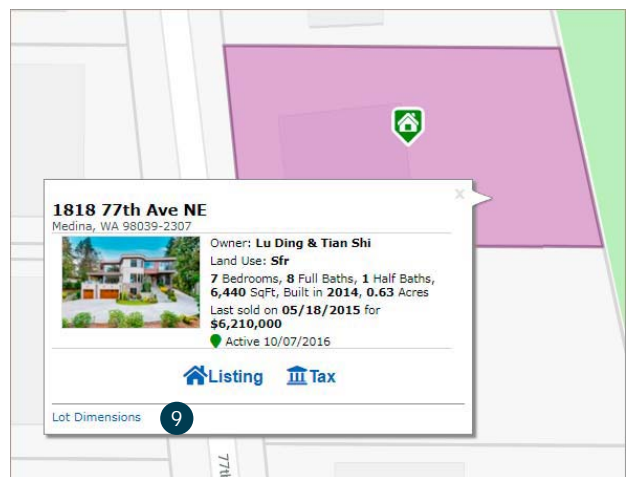 1818 77th Ave NE
Medina, WA 98039-2307
Owner: Lu Ding & Tian Shi
Land Use: Sfr
7 Bedrooms, 8 Full Baths, 1 Half Baths,
6,440 SqFt, Built in 2014, 0.63 Acres
Last sold on 05/18/2015 for
$6,210,000
Active 10/07/2016
Listing Tax
Lot Dimensions 9
77th
x